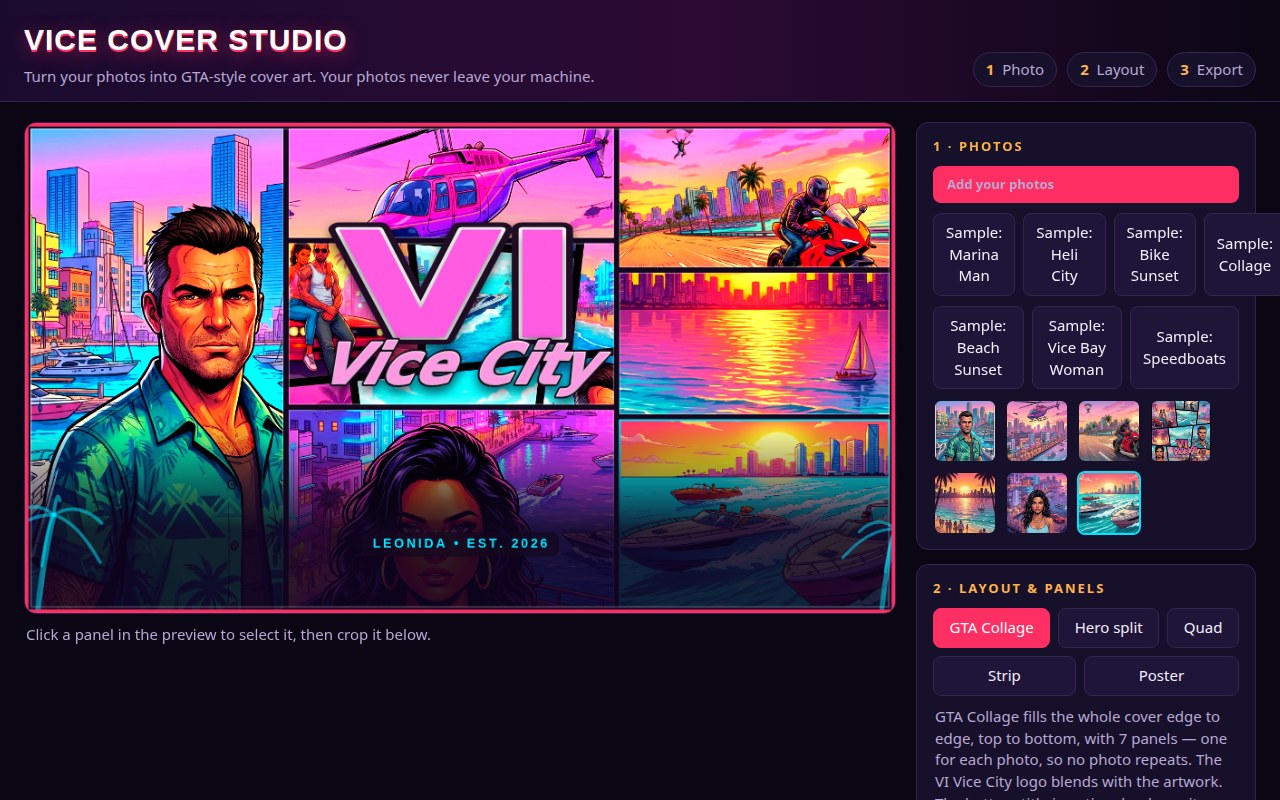 VICE COVER STUDIO
Turn your photos into GTA-style cover art. Your photos never leave your machine.
1 Photo
2 Layout
3 Export
VI
Vice City
LEONIDA • EST. 2026
Click a panel in the preview to select it, then crop it below.
1 · PHOTOS
Add your photos
Sample:
Marina
Man
Sample:
Heli
City
Sample:
Bike
Sunset
Sample:
Collage
Sample:
Beach
Sunset
Sample:
Vice Bay
Woman
Sample:
Speedboats
2 · LAYOUT & PANELS
GTA Collage
Hero split
Quad
Strip
Poster
GTA Collage fills the whole cover edge to
edge, top to bottom, with 7 panels — one
for each photo, so no photo repeats. The
VI Vice City logo blends with the artwork.